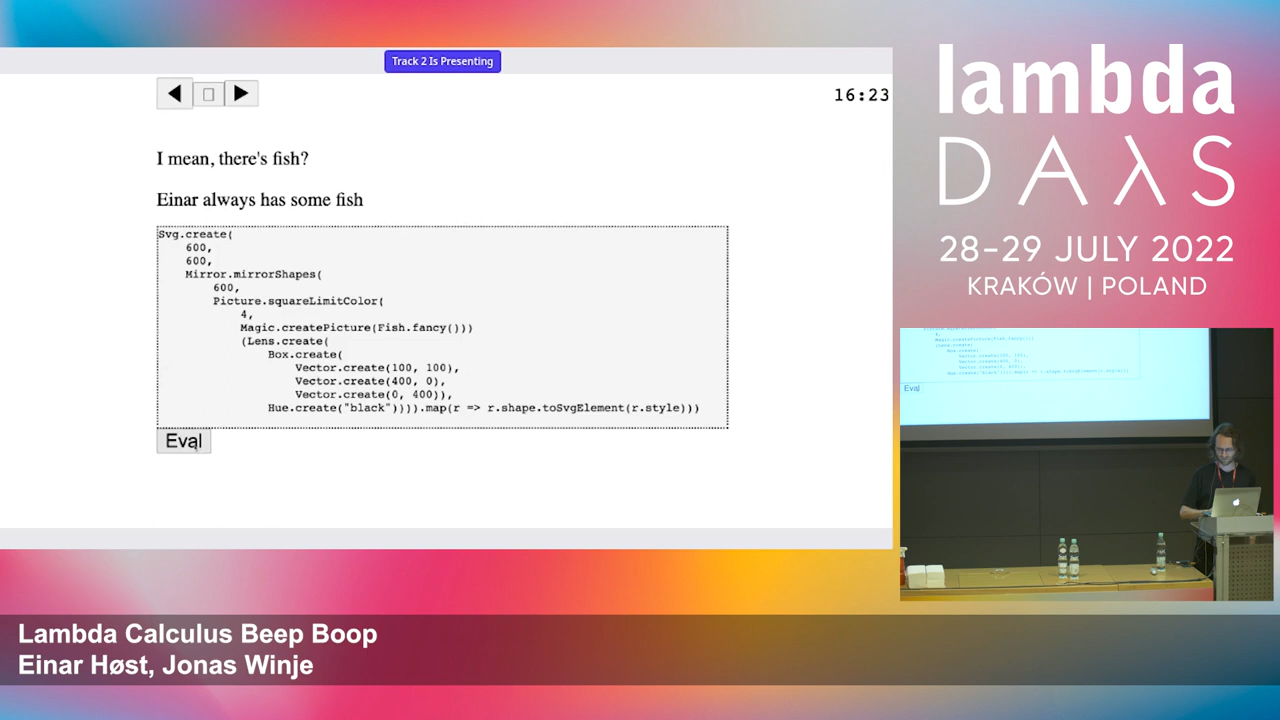 Track 2 Is Presenting
16:23
I mean, there's fish?
Einar always has some fish
Svg.create(
    600,
    600,
    Mirror.mirrorShapes(
        600,
        Picture.squareLimitColor(
            4,
            Magic.createPicture(Fish.fancy()))
            (Lens.create(
                Box.create(
                    Vector.create(100, 100),
                    Vector.create(400, 0),
                    Vector.create(0, 400)),
                Hue.create("black")))).map(r => r.shape.toSvgElement(r.style)))
Eval
lambda
DAλS
28–29 JULY 2022
KRAKÓW | POLAND
Eval
Lambda Calculus Beep Boop
Einar Høst, Jonas Winje